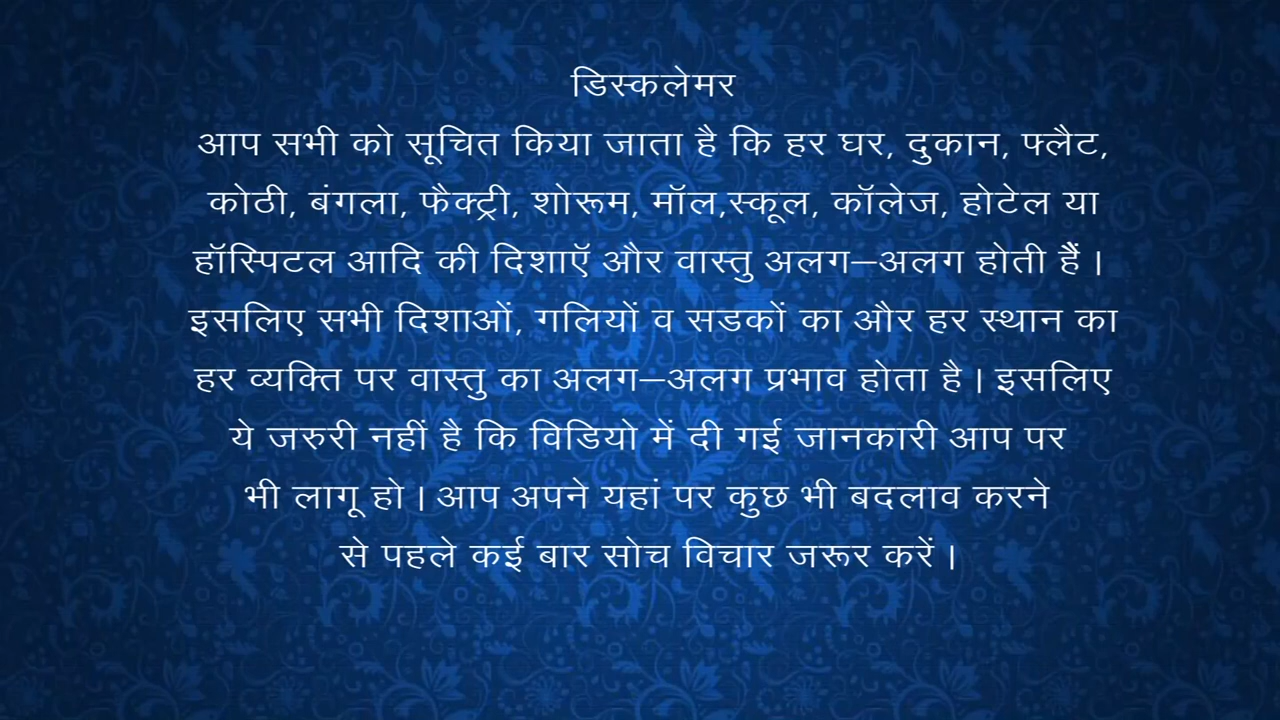 डिस्कलेमर
आप सभी को सूचित किया जाता है कि हर घर, दुकान, फ्लैट,
कोठी, बंगला, फैक्ट्री, शोरूम, मॉल,स्कूल, कॉलेज, होटेल या
हॉस्पिटल आदि की दिशाऍ और वास्तु अलग–अलग होती हैं ।
इसलिए सभी दिशाओं, गलियों व सडकों का और हर स्थान का
हर व्यक्ति पर वास्तु का अलग–अलग प्रभाव होता है । इसलिए
ये जरुरी नहीं है कि विडियो में दी गई जानकारी आप पर
भी लागू हो । आप अपने यहां पर कुछ भी बदलाव करने
से पहले कई बार सोच विचार जरूर करें ।